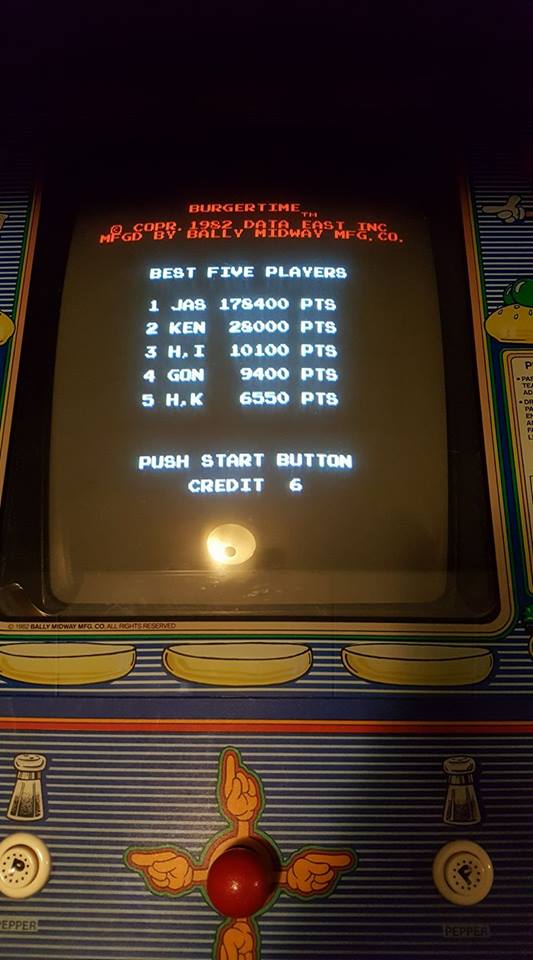 BURGERTIME TM
© COPR. 1982 DATA EAST INC
MFGD BY BALLY MIDWAY MFG. CO.
BEST FIVE PLAYERS
1 JAS 178400 PTS
2 KEN 28000 PTS
3 H,I 10100 PTS
4 GON 9400 PTS
5 H,K 6550 PTS
PUSH START BUTTON
CREDIT 6
© 1982 BALLY MIDWAY MFG. CO. ALL RIGHTS RESERVED
P
P
PEPPER
PEPPER